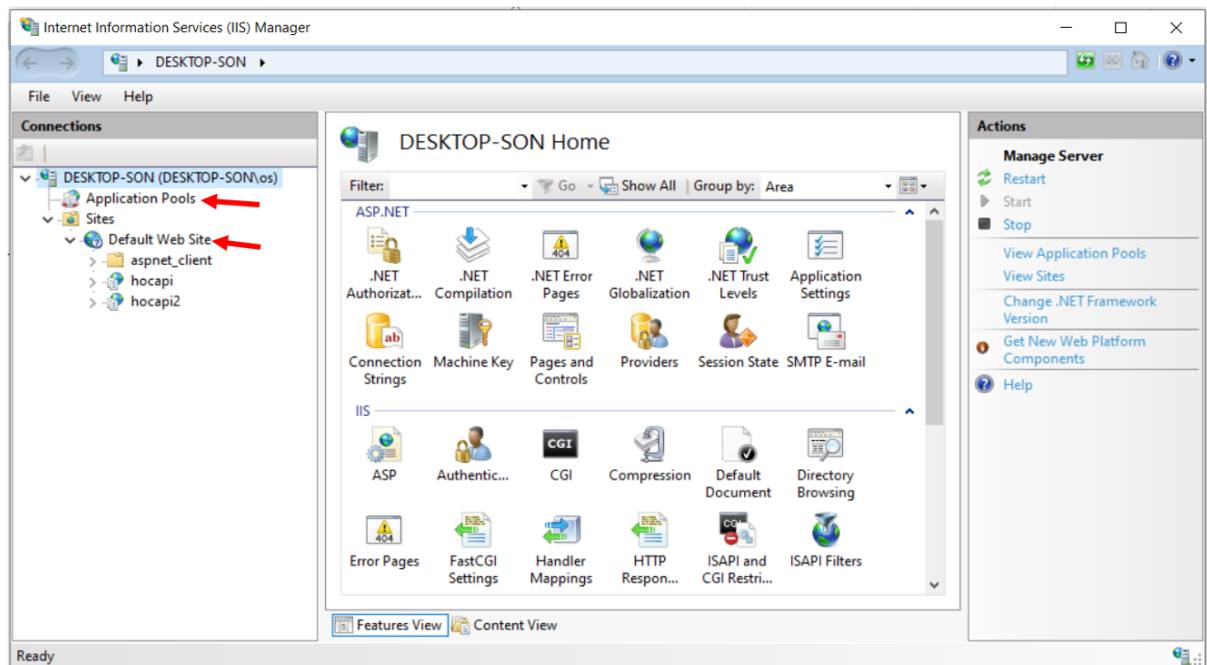 Internet Information Services (IIS) Manager
DESKTOP-SON
File View Help
Connections
DESKTOP-SON (DESKTOP-SON\os)
Application Pools
Sites
Default Web Site
aspnet_client
hocapi
hocapi2
DESKTOP-SON Home
Filter: Go Show All Group by: Area
ASP.NET
.NET Authorizat...
.NET Compilation
404
.NET Error Pages
.NET Globalization
.NET Trust Levels
Application Settings
ab
Connection Strings
Machine Key
Pages and Controls
Providers
Session State
SMTP E-mail
IIS
ASP
Authentic...
CGI
CGI
Compression
Default Document
Directory Browsing
404
Error Pages
FastCGI Settings
Handler Mappings
HTTP Respon...
ISAPI and CGI Restri...
ISAPI Filters
Features View Content View
Actions
Manage Server
Restart
Start
Stop
View Application Pools
View Sites
Change .NET Framework
Version
Get New Web Platform
Components
Help
Ready